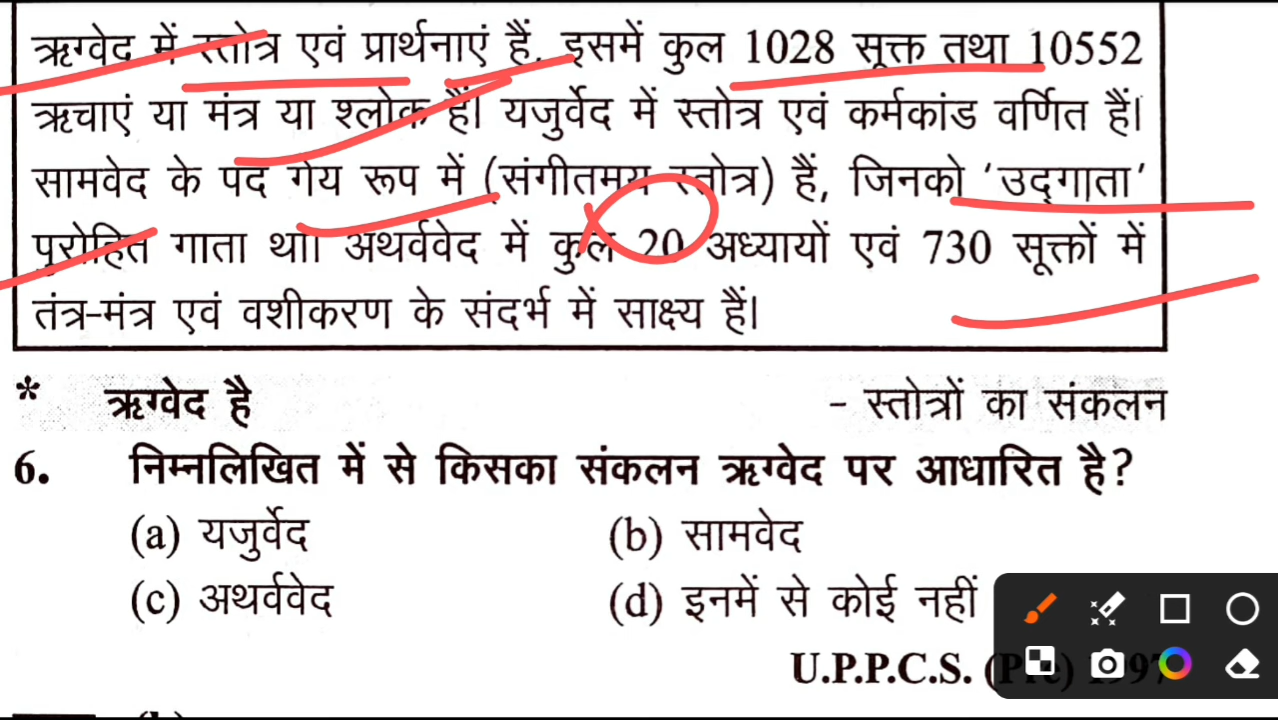 ऋग्वेद में स्तोत्र एवं प्रार्थनाएं हैं, इसमें कुल 1028 सूक्त तथा 10552
ऋचाएं या मंत्र या श्लोक हैं। यजुर्वेद में स्तोत्र एवं कर्मकांड वर्णित हैं।
सामवेद के पद गेय रूप में (संगीतमय स्तोत्र) हैं, जिनको ‘उद्गाता’
पुरोहित गाता था। अथर्ववेद में कुल 20 अध्यायों एवं 730 सूक्तों में
तंत्र-मंत्र एवं वशीकरण के संदर्भ में साक्ष्य हैं।
* ऋग्वेद है - स्तोत्रों का संकलन
6. निम्नलिखित में से किसका संकलन ऋग्वेद पर आधारित है?
(a) यजुर्वेद (b) सामवेद
(c) अथर्ववेद (d) इनमें से कोई नहीं
U.P.P.C.S. (Pre) 1997